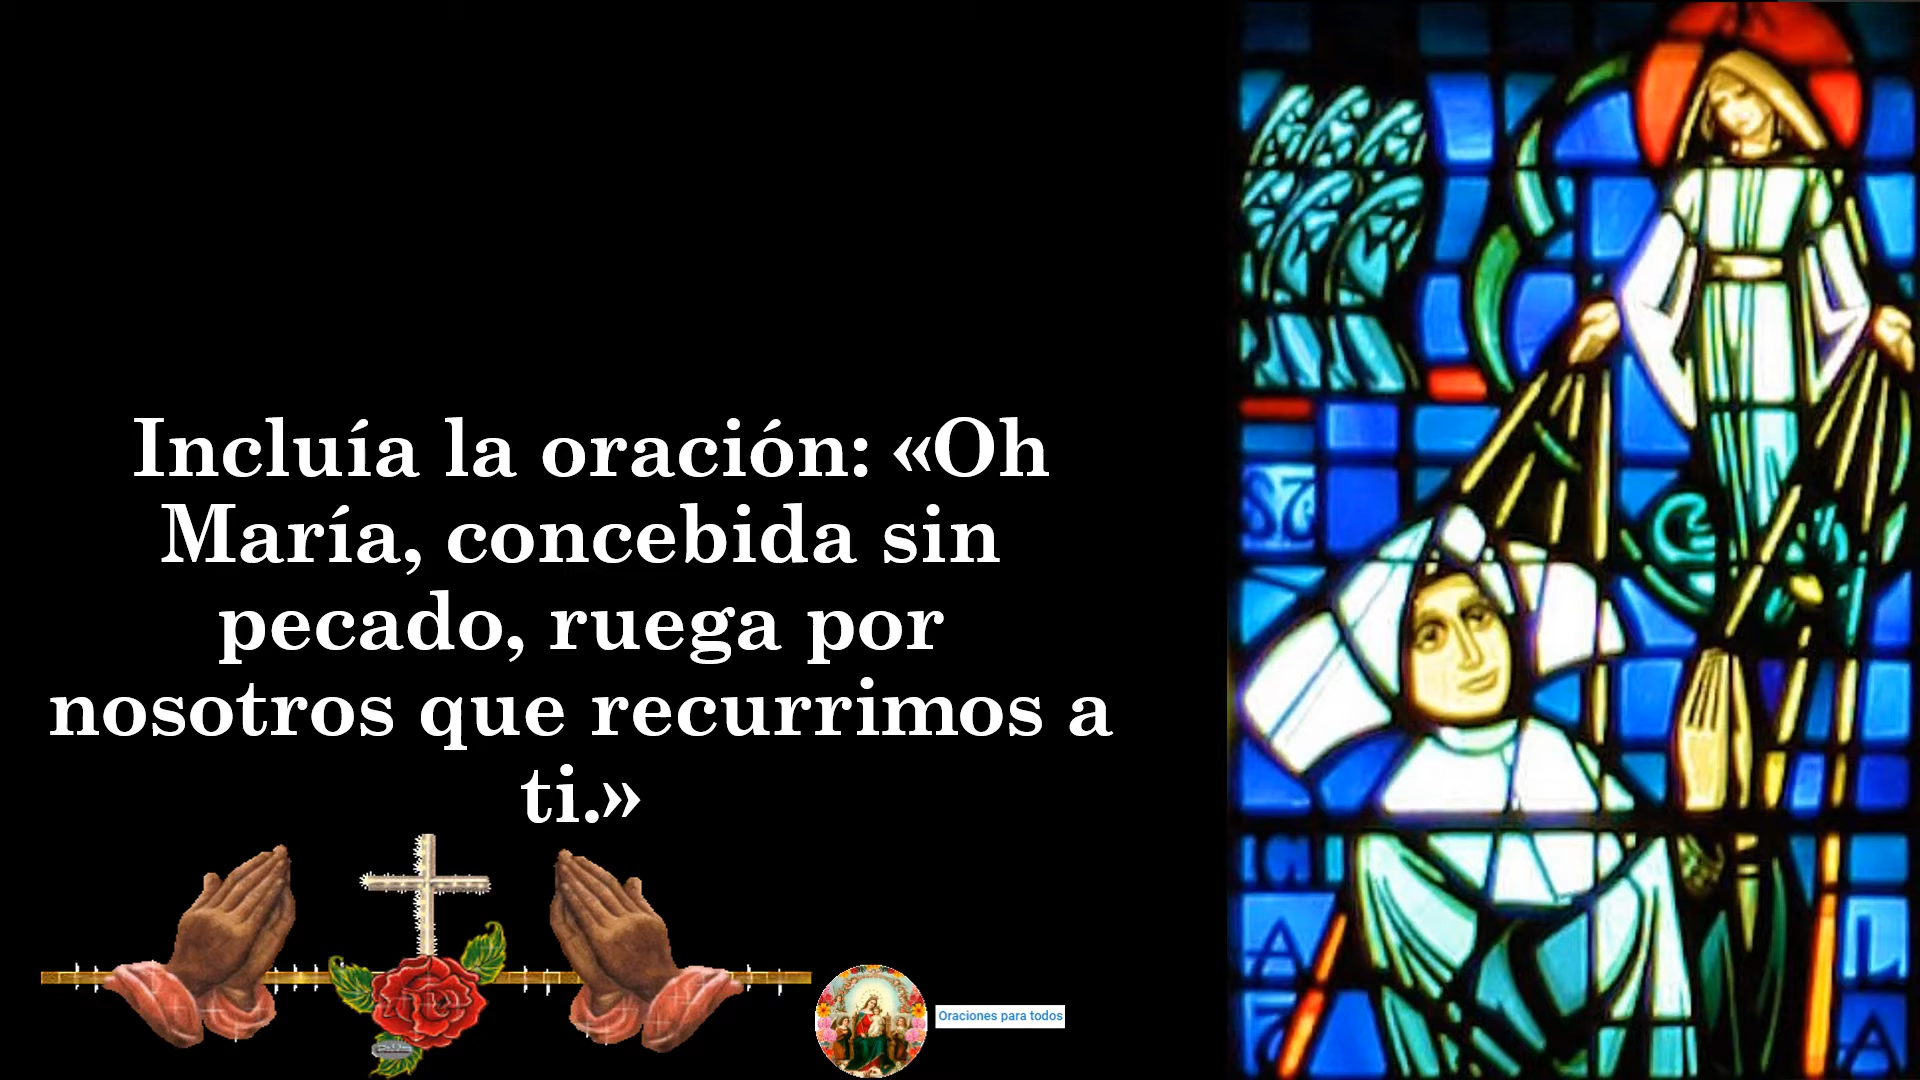 Incluía la oración: «Oh
María, concebida sin
pecado, ruega por
nosotros que recurrimos a
ti.»
Oraciones para todos